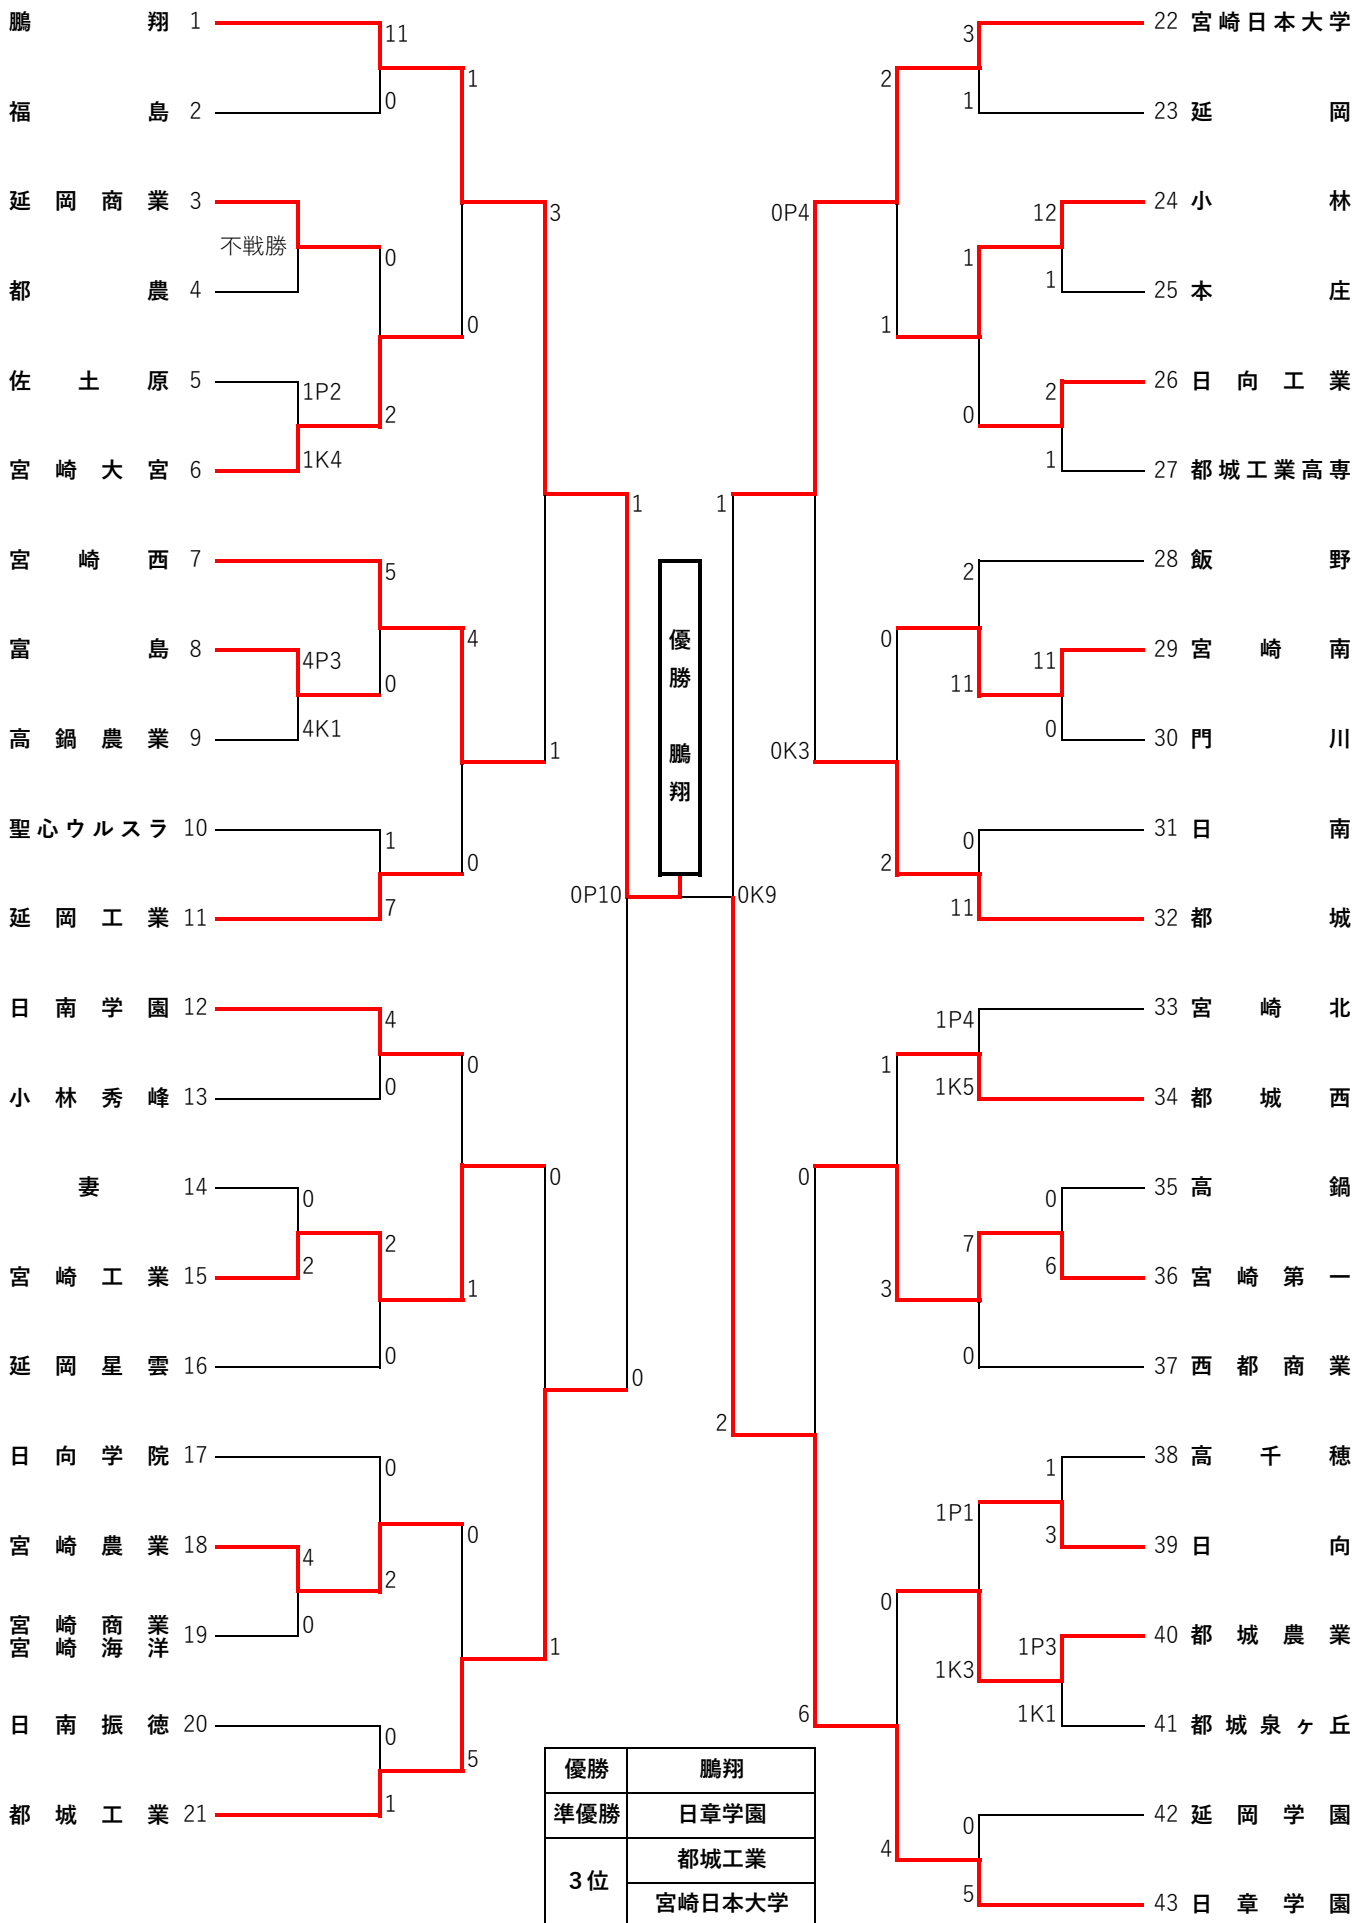 鵬翔 1
福島 2
延岡商業 3
都農 4
佐土原 5
宮崎大宮 6
宮崎西 7
富島 8
高鍋農業 9
聖心ウルスラ 10
延岡工業 11
日南学園 12
小林秀峰 13
妻 14
宮崎工業 15
延岡星雲 16
日向学院 17
宮崎農業 18
宮崎商業
宮崎海洋 19
日南振徳 20
都城工業 21
11
0
不戦勝
0
1P2
1K4
2
5
4P3
4K1
0
1
7
4
0
0
2
2
0
0
4
0
2
0
1
1
0
4
0
0
1
0
5
3
1
0
1
1
0
0P10
優勝 鵬翔
0K9
1
2
0P4
0K3
0
6
2
1
0
2
1
3
0
4
3
1
12
1
1
2
1
0
2
11
0
11
0
11
1P4
1K5
0
6
7
0
1
3
1P1
1P3
1K1
1K3
0
5
22 宮崎日本大学
23 延岡
24 小林
25 本庄
26 日向工業
27 都城工業高専
28 飯野
29 宮崎南
30 門川
31 日南
32 都城
33 宮崎北
34 都城西
35 高鍋
36 宮崎第一
37 西都商業
38 高千穂
39 日向
40 都城農業
41 都城泉ヶ丘
42 延岡学園
43 日章学園
優勝 鵬翔
準優勝 日章学園
３位 都城工業
宮崎日本大学